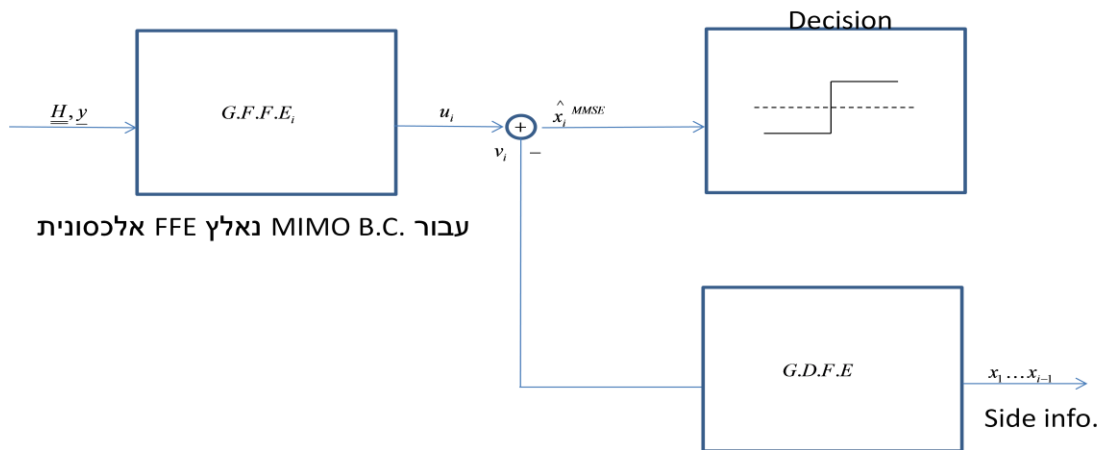 Decision
H, y
G.F.F.E_i
u_i
+
x̂_i^MMSE
v_i
−
עבור MIMO B.C. נאלץ FFE אלכסונית
G.D.F.E
x_1…x_{i−1}
Side info.